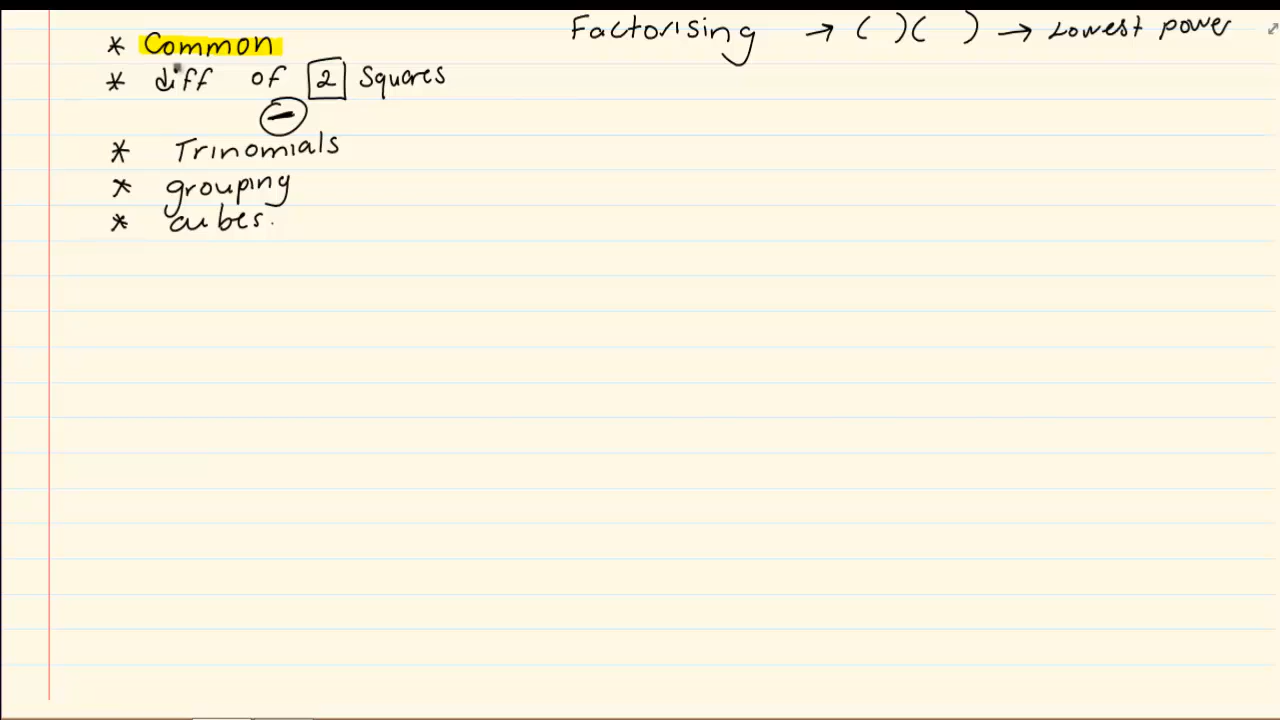 Factorising → ( )( ) → Lowest power
* Common
* diff of 2 Squares
−
* Trinomials
* grouping
* cubes.